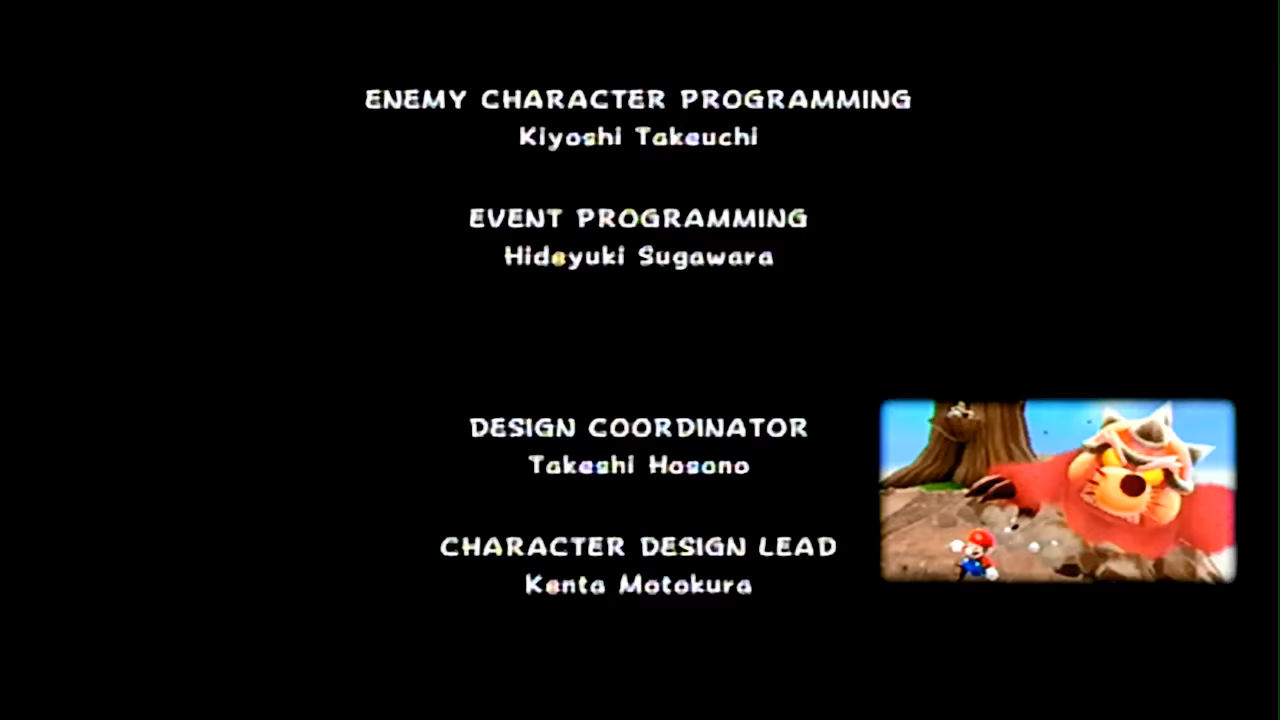 ENEMY CHARACTER PROGRAMMING
Kiyoshi Takeuchi
EVENT PROGRAMMING
Hideyuki Sugawara
DESIGN COORDINATOR
Takeshi Hosono
CHARACTER DESIGN LEAD
Kenta Motokura